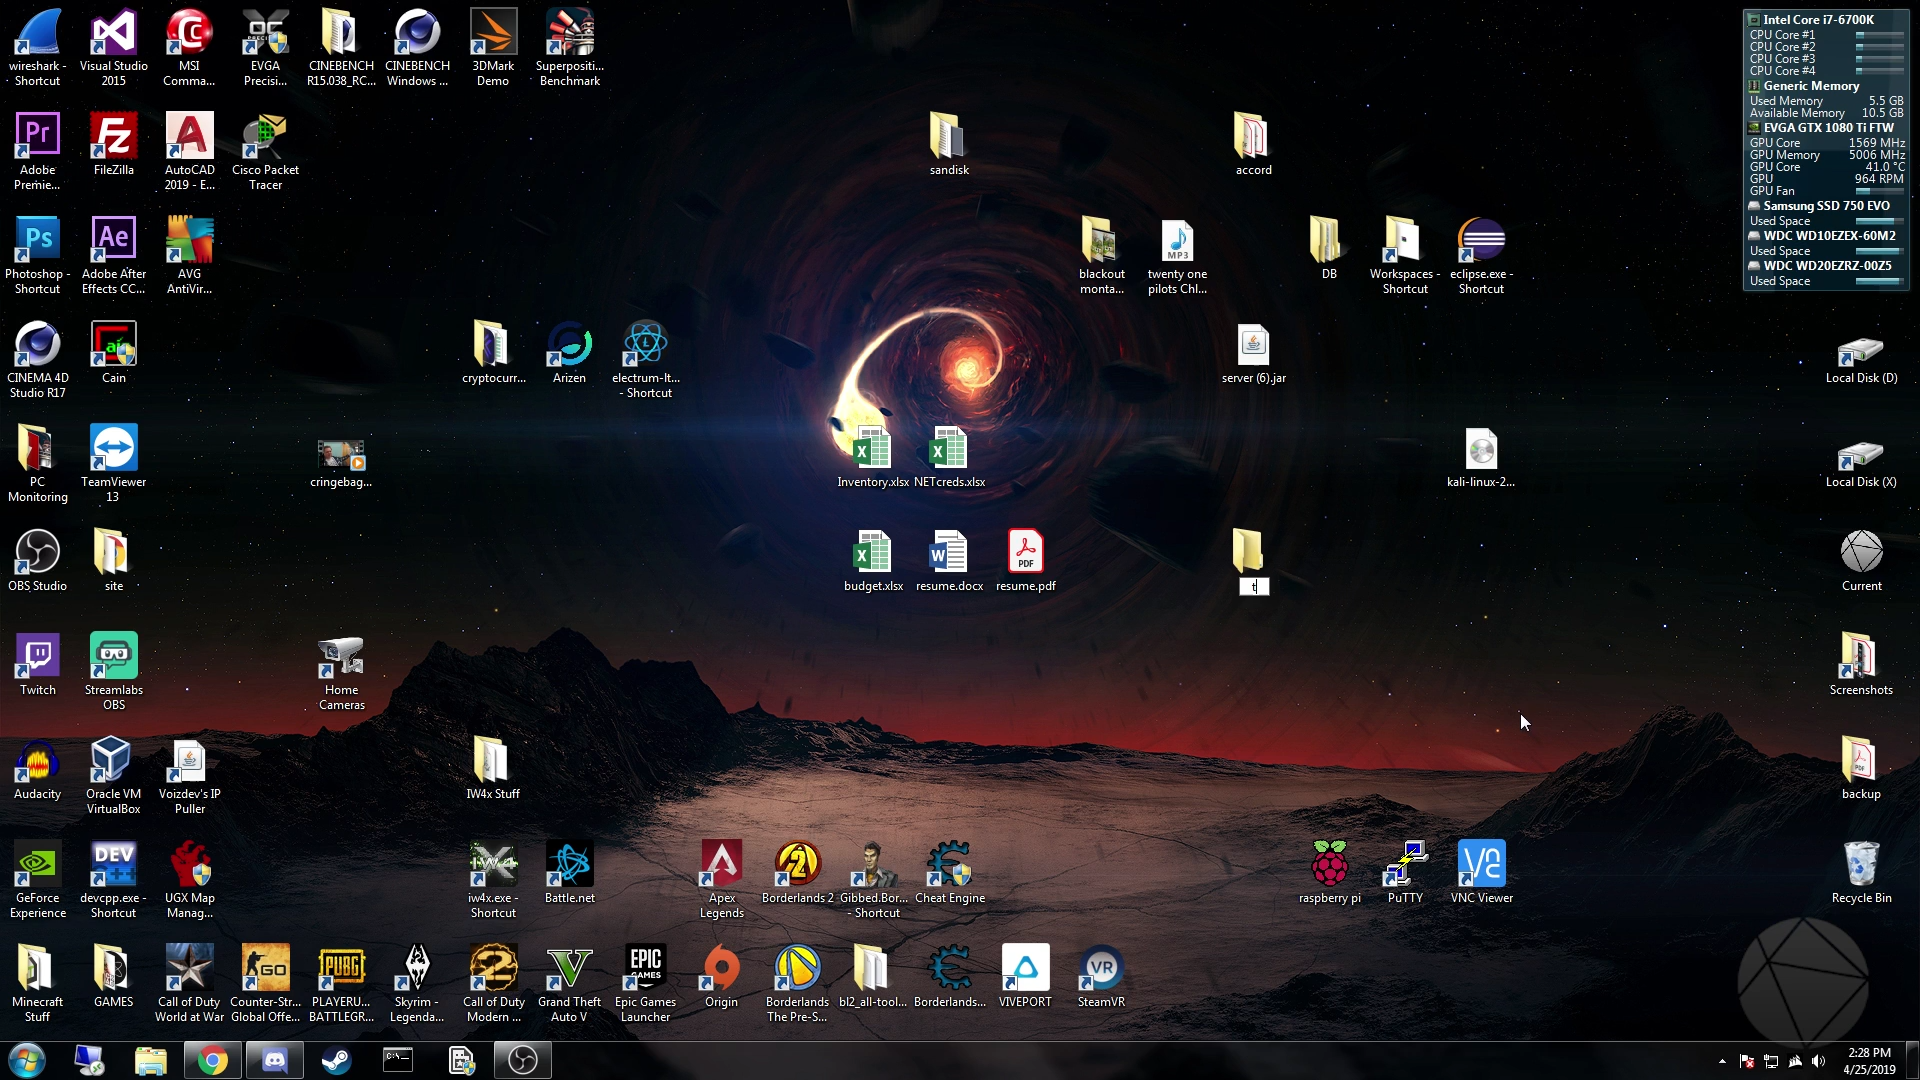 wireshark -
Shortcut
Visual Studio
2015
MSI
Comma...
EVGA
Precisi...
CINEBENCH
R15.038_RC...
CINEBENCH
Windows ...
3DMark
Demo
Superpositi...
Benchmark
Intel Core i7-6700K
CPU Core #1
CPU Core #2
CPU Core #3
CPU Core #4
Generic Memory
Used Memory 5.5 GB
Available Memory 10.5 GB
EVGA GTX 1080 Ti FTW
GPU Core 1569 MHz
GPU Memory 5006 MHz
GPU Core 41.0 °C
GPU 964 RPM
GPU Fan
Samsung SSD 750 EVO
Used Space
WDC WD10EZEX-60M2
Used Space
WDC WD20EZRZ-00Z5
Used Space
Adobe
Premie...
FileZilla
AutoCAD
2019 - E...
Cisco Packet
Tracer
sandisk
accord
Photoshop -
Shortcut
Adobe After
Effects CC...
AVG
AntiVir...
blackout
monta...
MP3
twenty one
pilots Chl...
DB
Workspaces -
Shortcut
eclipse.exe -
Shortcut
CINEMA 4D
Studio R17
Cain
cryptocurr...
Arizen
electrum-lt...
- Shortcut
server (6).jar
Local Disk (D)
PC
Monitoring
TeamViewer
13
cringebag...
Inventory.xlsx
NETcreds.xlsx
kali-linux-2...
Local Disk (X)
OBS Studio
site
budget.xlsx
resume.docx
PDF
resume.pdf
t
Current
Twitch
Streamlabs
OBS
Home
Cameras
Screenshots
Audacity
Oracle VM
VirtualBox
Voizdev's IP
Puller
IW4x Stuff
backup
GeForce
Experience
DEV
devcpp.exe -
Shortcut
UGX Map
Manag...
iw4x.exe -
Shortcut
Battle.net
Apex
Legends
Borderlands 2
Gibbed.Bor...
- Shortcut
Cheat Engine
raspberry pi
PuTTY
VNC Viewer
Recycle Bin
Minecraft
Stuff
GAMES
Call of Duty
World at War
GO
Counter-Str...
Global Offe...
PUBG
PLAYERU...
BATTLEGR...
Skyrim -
Legenda...
Call of Duty
Modern ...
Grand Theft
Auto V
EPIC
GAMES
Epic Games
Launcher
Origin
Borderlands
The Pre-S...
bl2_all-tool...
Borderlands...
VIVEPORT
VR
SteamVR
2:28 PM
4/25/2019